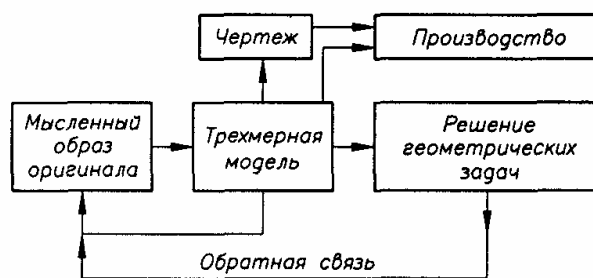 Чертеж
Производство
Мысленный
образ
оригинала
Трехмерная
модель
Решение
геометрических
задач
Обратная связь